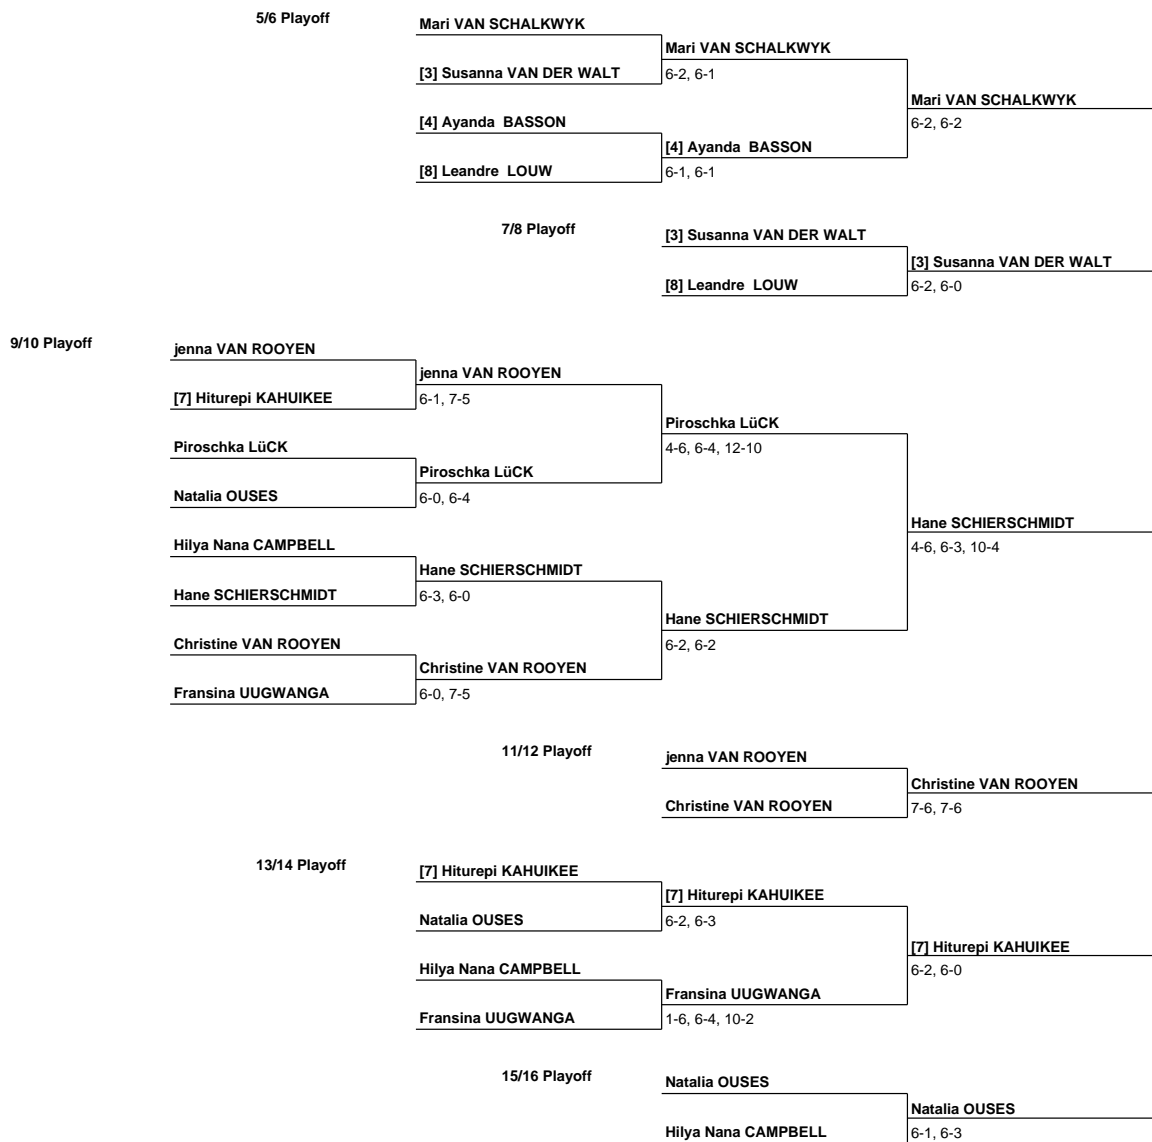 5/6 Playoff
Mari VAN SCHALKWYK
Mari VAN SCHALKWYK
[3] Susanna VAN DER WALT
6-2, 6-1
Mari VAN SCHALKWYK
6-2, 6-2
[4] Ayanda  BASSON
[4] Ayanda  BASSON
[8] Leandre  LOUW
6-1, 6-1
7/8 Playoff
[3] Susanna VAN DER WALT
[3] Susanna VAN DER WALT
[8] Leandre  LOUW
6-2, 6-0
9/10 Playoff
jenna VAN ROOYEN
jenna VAN ROOYEN
[7] Hiturepi KAHUIKEE
6-1, 7-5
Piroschka LüCK
4-6, 6-4, 12-10
Piroschka LüCK
Piroschka LüCK
Natalia OUSES
6-0, 6-4
Hane SCHIERSCHMIDT
4-6, 6-3, 10-4
Hilya Nana CAMPBELL
Hane SCHIERSCHMIDT
Hane SCHIERSCHMIDT
6-3, 6-0
Hane SCHIERSCHMIDT
6-2, 6-2
Christine VAN ROOYEN
Christine VAN ROOYEN
Fransina UUGWANGA
6-0, 7-5
11/12 Playoff
jenna VAN ROOYEN
Christine VAN ROOYEN
Christine VAN ROOYEN
7-6, 7-6
13/14 Playoff
[7] Hiturepi KAHUIKEE
[7] Hiturepi KAHUIKEE
Natalia OUSES
6-2, 6-3
[7] Hiturepi KAHUIKEE
6-2, 6-0
Hilya Nana CAMPBELL
Fransina UUGWANGA
Fransina UUGWANGA
1-6, 6-4, 10-2
15/16 Playoff
Natalia OUSES
Natalia OUSES
Hilya Nana CAMPBELL
6-1, 6-3